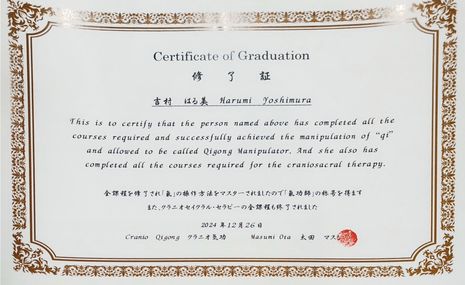 Certificate of Graduation
修了証
吉村 はる美 Harumi Yoshimura
This is to certify that the person named above has completed all the
courses required and successfully achieved the manipulation of "qi"
and allowed to be called Qigong Manipulator. And she also has
completed all the courses required for the craniosacral therapy.
全課程を修了され「氣」の操作方法をマスターされましたので「氣功師」の称号を得ます
また、クラニオセイクラル・セラピーの全課程も修了されました
2024年12月26日
Cranio Qigong クラニオ気功 Masumi Ota 太田 マス